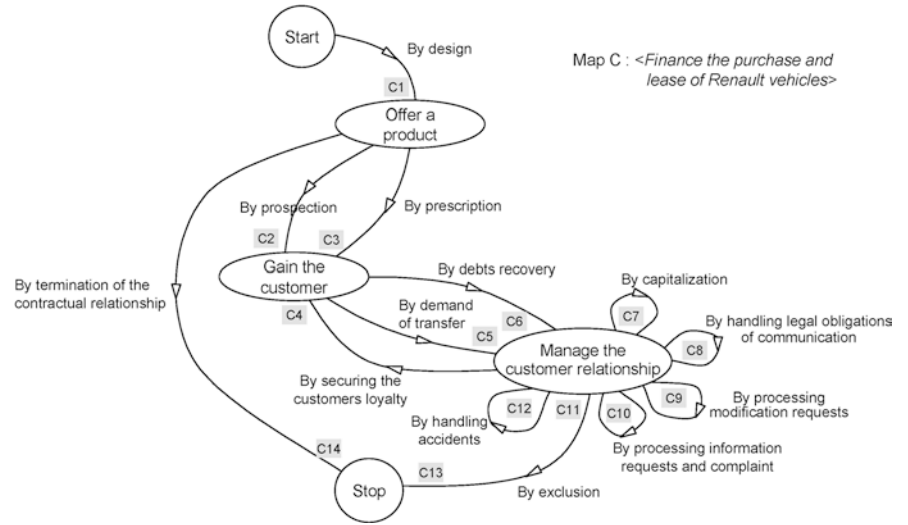 Start
By design
Map C : <Finance the purchase and
lease of Renault vehicles>
C1
Offer a
product
By prospection
By prescription
C2
C3
Gain the
customer
By debts recovery
By capitalization
By termination of the
contractual relationship
C4
By demand
of transfer
C5
C6
C7
By handling legal obligations
of communication
C8
Manage the
customer relationship
By securing the
customers loyalty
C9
By processing
modification requests
C12
C11
C10
By handling
accidents
By processing information
requests and complaint
C14
C13
Stop
By exclusion